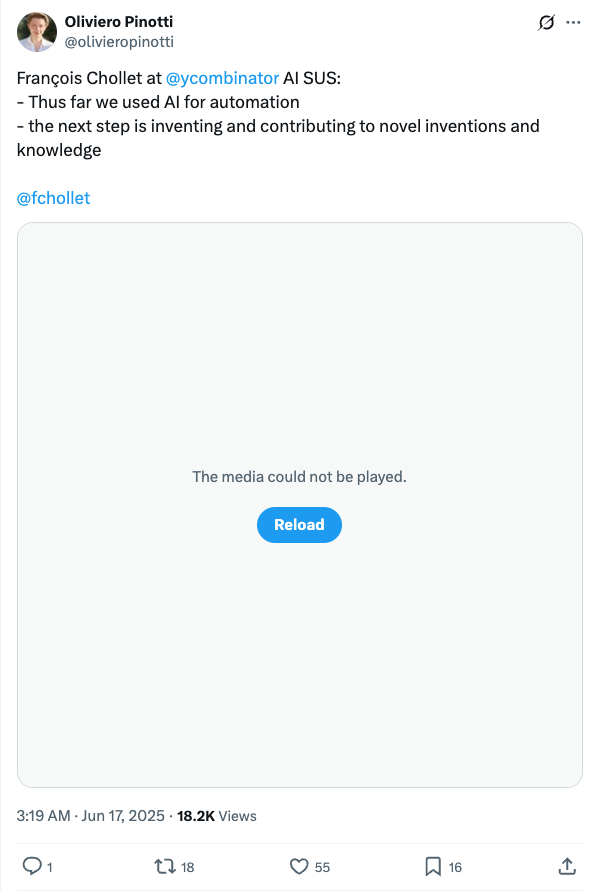 Oliviero Pinotti
@olivieropinotti
François Chollet at @ycombinator AI SUS:
- Thus far we used AI for automation
- the next step is inventing and contributing to novel inventions and
knowledge
@fchollet
The media could not be played.
Reload
3:19 AM · Jun 17, 2025 · 18.2K Views
1 18 55 16